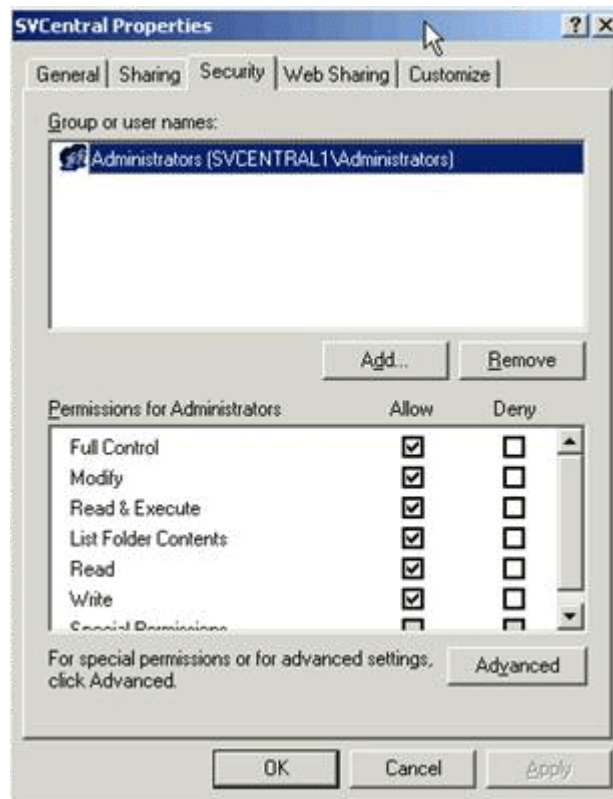 SVCentral Properties
General Sharing Security Web Sharing Customize
Group or user names:
Administrators (SVCENTRAL1\Administrators)
Add... Remove
Permissions for Administrators Allow Deny
Full Control
Modify
Read & Execute
List Folder Contents
Read
Write
Special Permissions
For special permissions or for advanced settings,
click Advanced.
Advanced
OK Cancel Apply